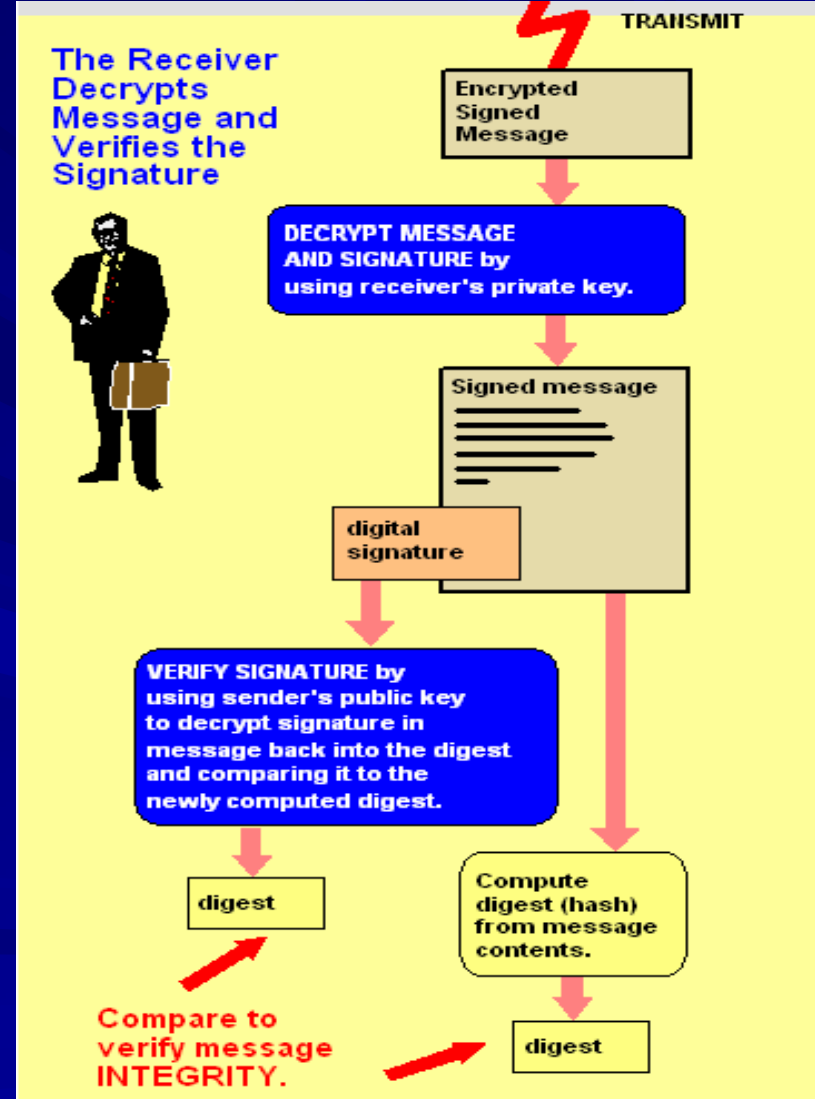 TRANSMIT
The Receiver
Decrypts
Message and
Verifies the
Signature
Encrypted
Signed
Message
DECRYPT MESSAGE
AND SIGNATURE by
using receiver's private key.
Signed message
digital
signature
VERIFY SIGNATURE by
using sender's public key
to decrypt signature in
message back into the digest
and comparing it to the
newly computed digest.
digest
Compute
digest (hash)
from message
contents.
Compare to
verify message
INTEGRITY.
digest